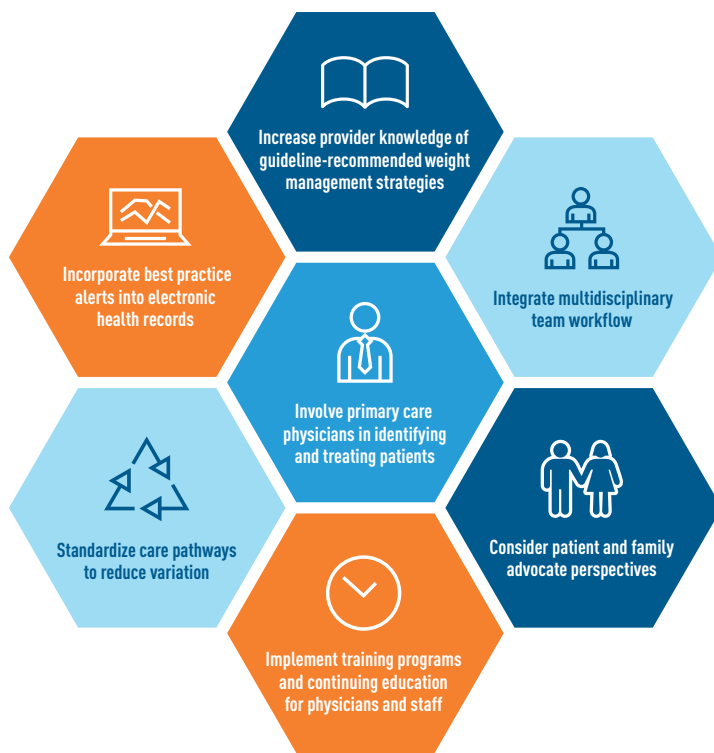 Increase provider knowledge of
guideline-recommended weight
management strategies
Incorporate best practice
alerts into electronic
health records
Integrate multidisciplinary
team workflow
Involve primary care
physicians in identifying
and treating patients
Standardize care pathways
to reduce variation
Consider patient and family
advocate perspectives
Implement training programs
and continuing education
for physicians and staff